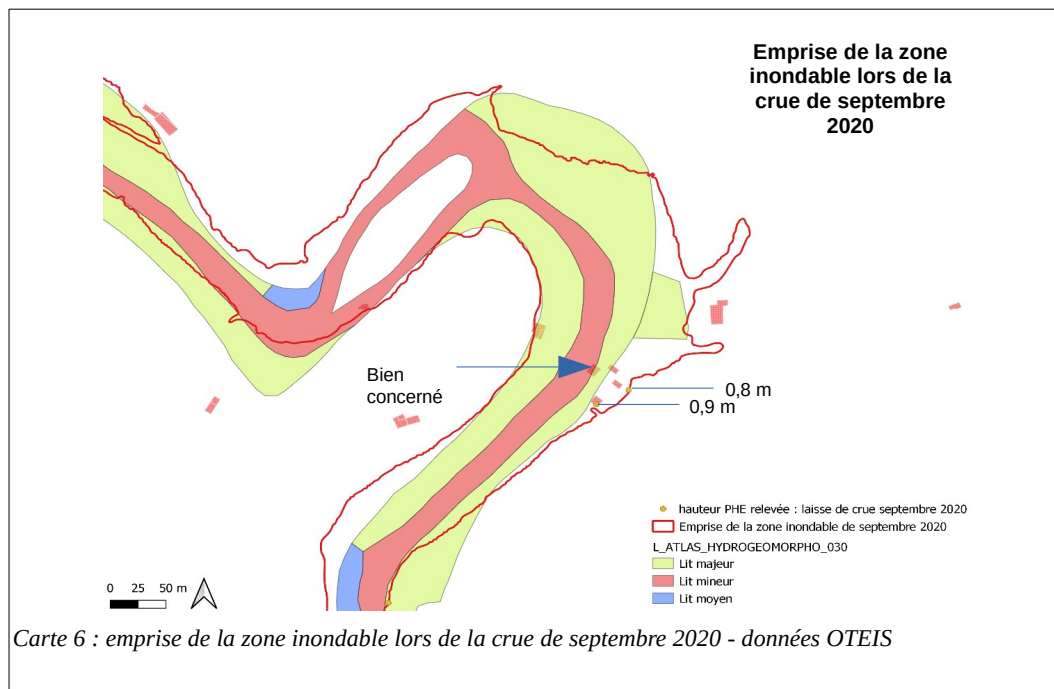 Emprise de la zone
inondable lors de la
crue de septembre
2020
Bien
concerné
0,8 m
0,9 m
hauteur PHE relevée : laisse de crue septembre 2020
Emprise de la zone inondable de septembre 2020
L_ATLAS_HYDROGEOMORPHO_030
Lit majeur
Lit mineur
Lit moyen
0 25 50 m
Carte 6 : emprise de la zone inondable lors de la crue de septembre 2020 - données OTEIS